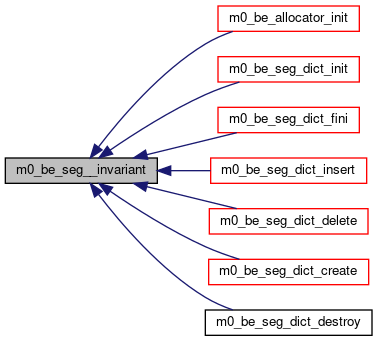 m0_be_allocator_init
m0_be_seg_dict_init
m0_be_seg_dict_fini
m0_be_seg__invariant
m0_be_seg_dict_insert
m0_be_seg_dict_delete
m0_be_seg_dict_create
m0_be_seg_dict_destroy